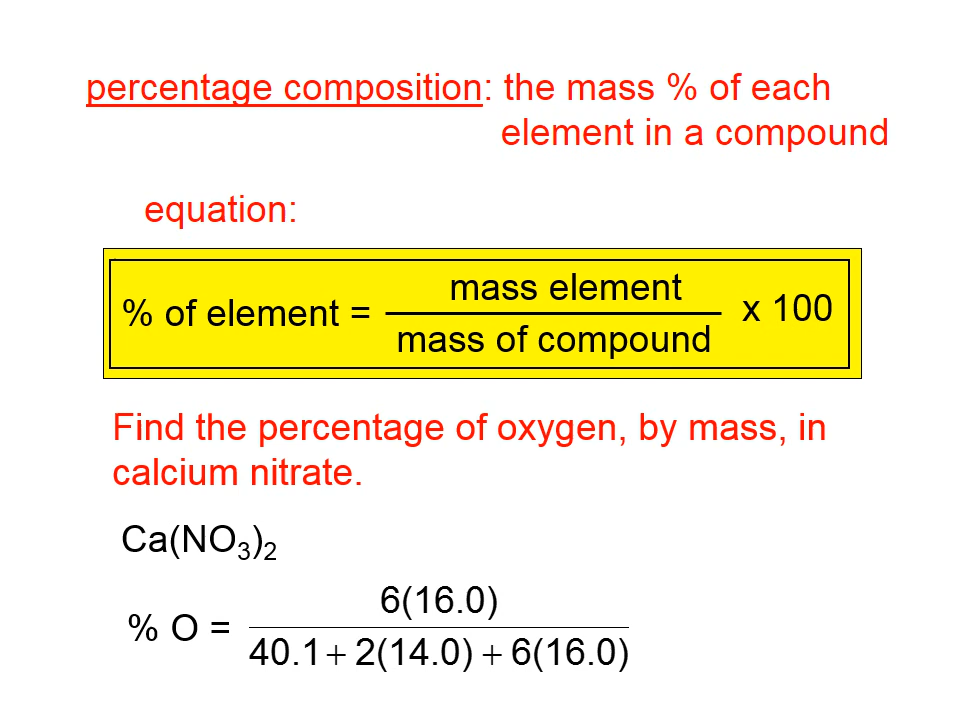 percentage composition: the mass % of each
element in a compound
equation:
% of element = mass element / mass of compound x 100
Find the percentage of oxygen, by mass, in
calcium nitrate.
Ca(NO₃)₂
% O = 6(16.0) / 40.1 + 2(14.0) + 6(16.0)